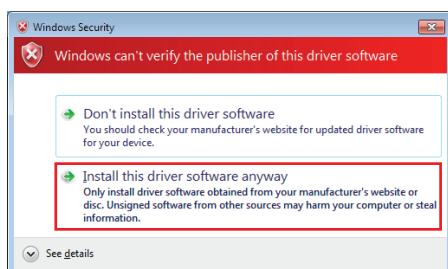 Windows Security
Windows can't verify the publisher of this driver software
Don't install this driver software
You should check your manufacturer's website for updated driver software
for your device.
Install this driver software anyway
Only install driver software obtained from your manufacturer's website or
disc. Unsigned software from other sources may harm your computer or steal
information.
See details